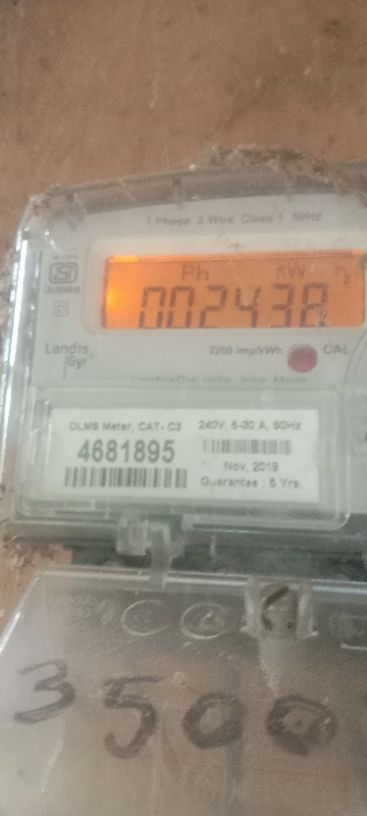 1 Phase 2 Wire Class 1 50Hz
Ph kW h
002438
Landis
Gyr
3200 imp/kWh CAL
DLMS Meter, CAT- C3
4681895
240V, 5-30 A, 50Hz
Nov, 2019
Guarantee : 5 Yrs.
3500